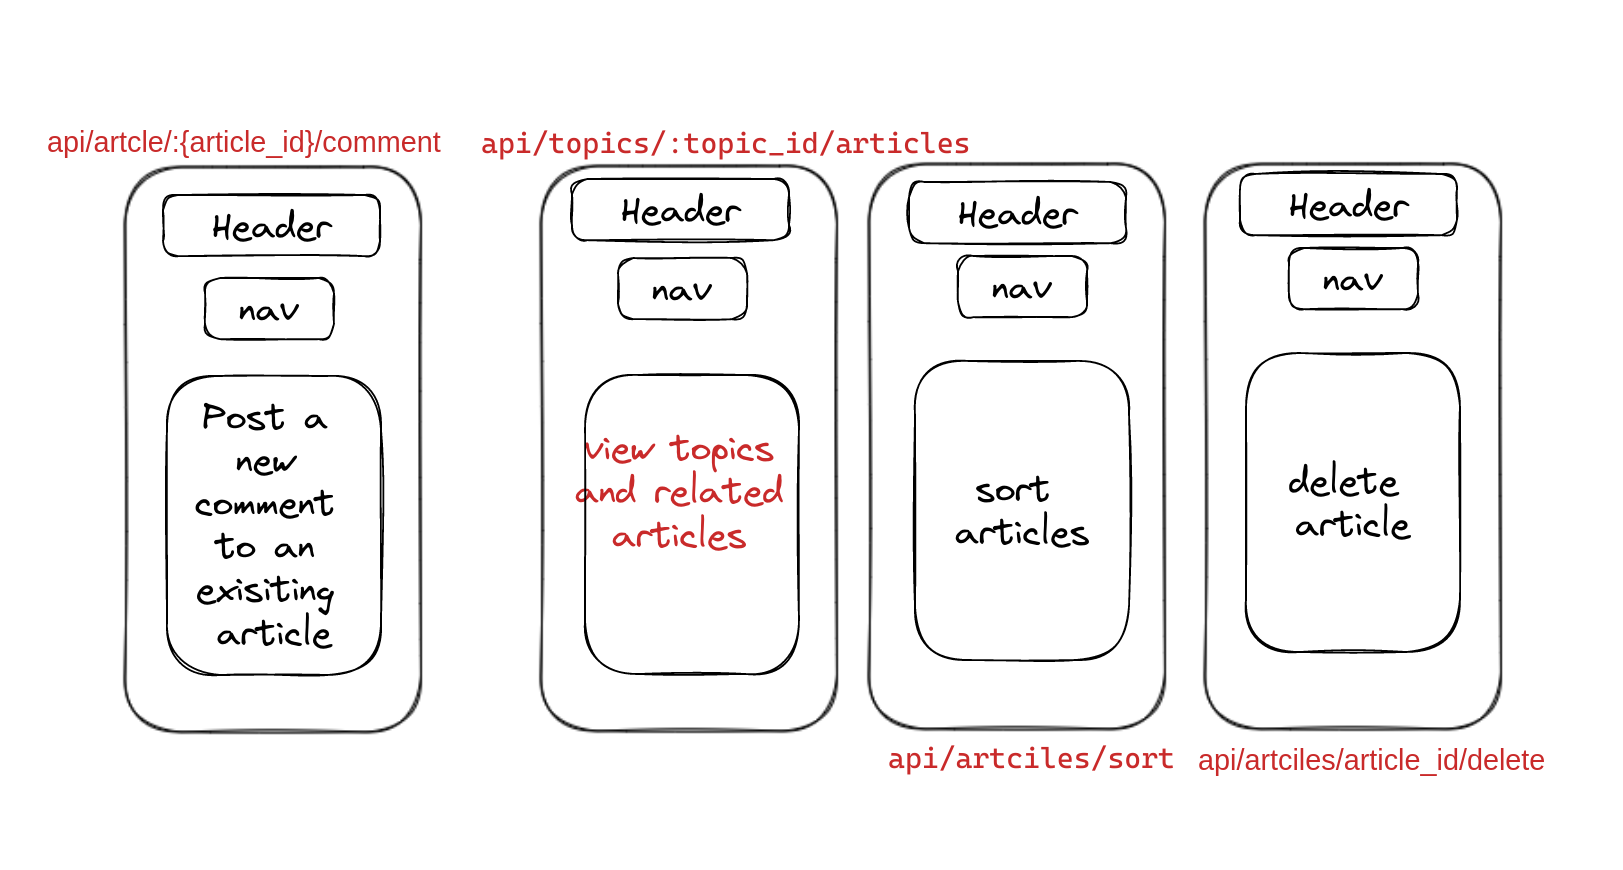 api/artcle/:{article_id}/comment
Header
nav
Post a
new
comment
to an
exisiting
article
api/topics/:topic_id/articles
Header
nav
view topics
and related
articles
Header
nav
sort
articles
api/artciles/sort
Header
nav
delete
article
api/artciles/article_id/delete